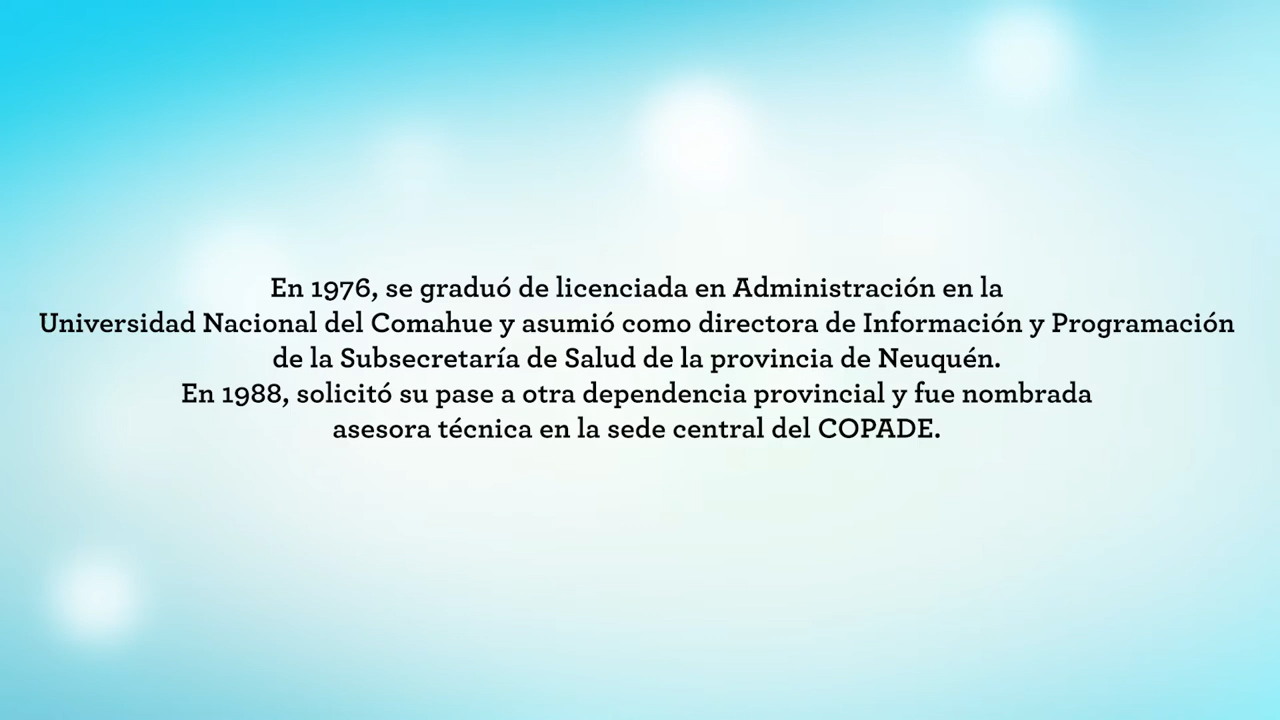 En 1976, se graduó de licenciada en Administración en la
Universidad Nacional del Comahue y asumió como directora de Información y Programación
de la Subsecretaría de Salud de la provincia de Neuquén.
En 1988, solicitó su pase a otra dependencia provincial y fue nombrada
asesora técnica en la sede central del COPADE.